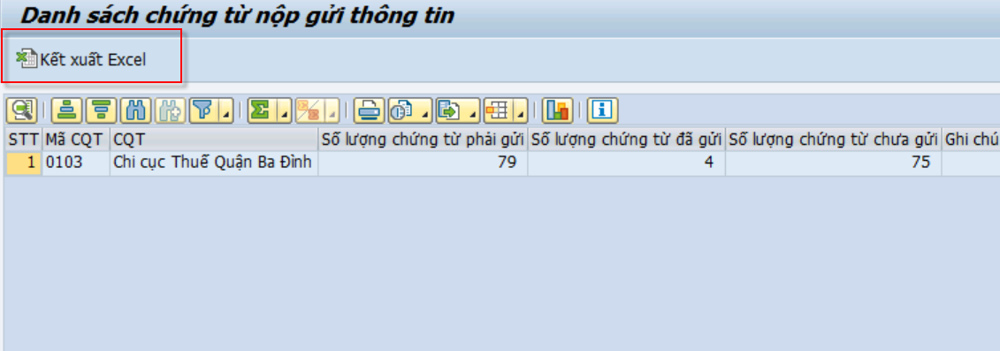 Danh sách chứng từ nộp gửi thông tin
Kết xuất Excel
STT Mã CQT CQT Số lượng chứng từ phải gửi Số lượng chứng từ đã gửi Số lượng chứng từ chưa gửi Ghi chú
1 0103 Chi cục Thuế Quận Ba Đình 79 4 75